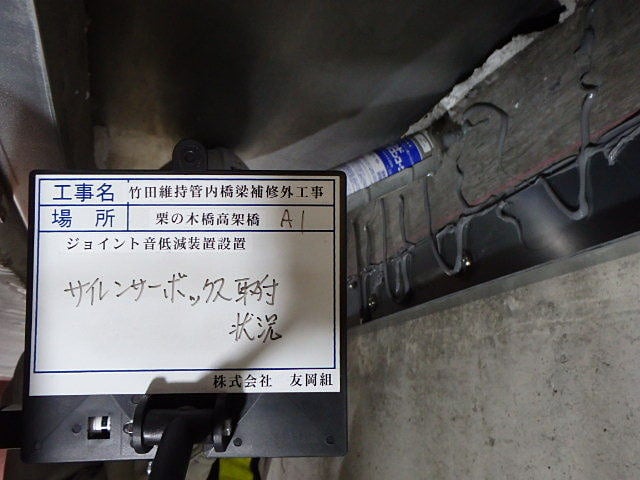 工事名 竹田維持管内橋梁補修外工事
場所 栗の木橋高架橋 A1
ジョイント音低減装置設置
サイレンサーボックス取付
状況
株式会社 友岡組